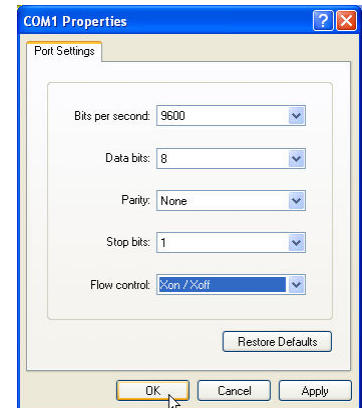 COM1 Properties
Port Settings
Bits per second: 9600
Data bits: 8
Parity: None
Stop bits: 1
Flow control: Xon / Xoff
Restore Defaults
OK Cancel Apply